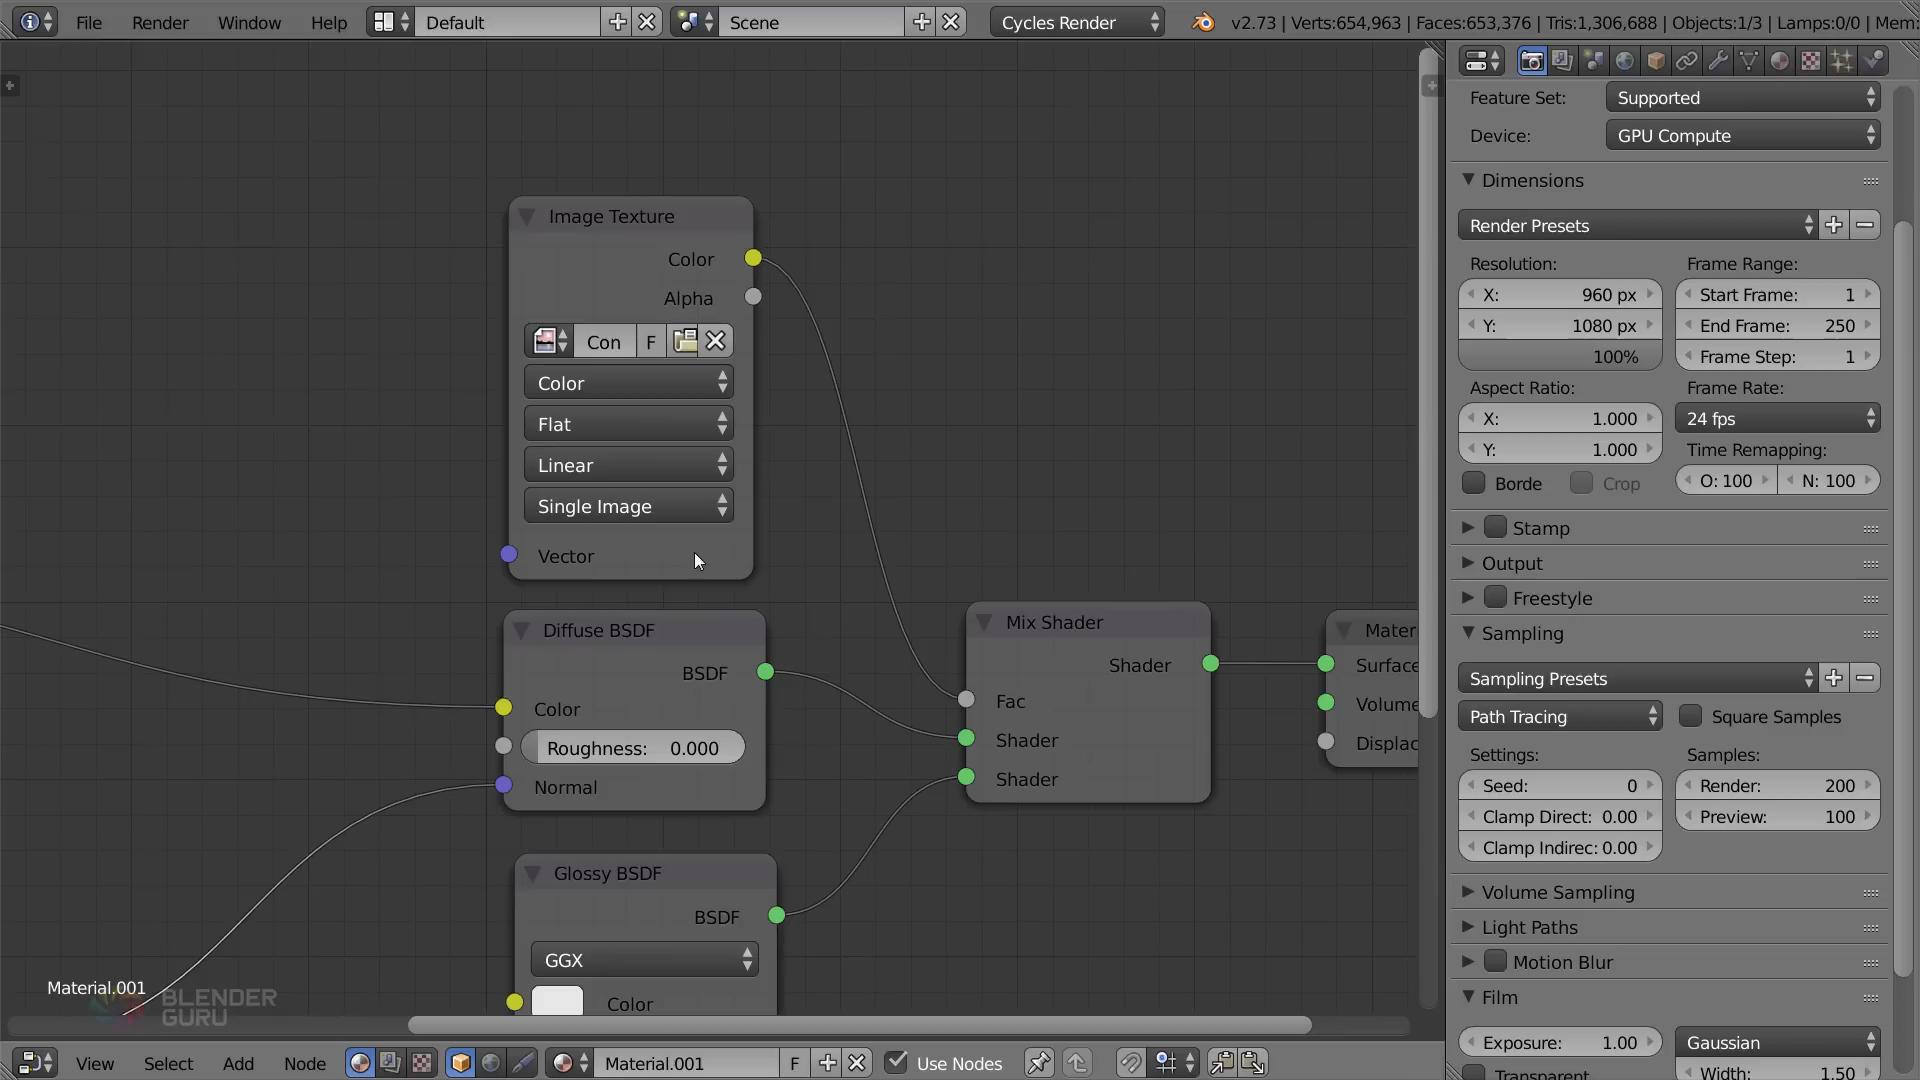 File Render Window Help Default Scene Cycles Render v2.73 | Verts:654,963 | Faces:653,376 | Tris:1,306,688 | Objects:1/3 | Lamps:0/0 | Mem:
Feature Set: Supported
Device: GPU Compute
Dimensions
Render Presets
Resolution: Frame Range:
X: 960 px Start Frame: 1
Y: 1080 px End Frame: 250
100% Frame Step: 1
Aspect Ratio: Frame Rate:
X: 1.000 24 fps
Y: 1.000 Time Remapping:
Borde Crop O: 100 N: 100
Stamp
Output
Freestyle
Sampling
Sampling Presets
Path Tracing Square Samples
Settings: Samples:
Seed: 0 Render: 200
Clamp Direct: 0.00 Preview: 100
Clamp Indirec: 0.00
Volume Sampling
Light Paths
Motion Blur
Film
Exposure: 1.00 Gaussian
Transparent Width: 1.50
Image Texture
Color
Alpha
Con F
Color
Flat
Linear
Single Image
Vector
Diffuse BSDF
BSDF
Color
Roughness: 0.000
Normal
Glossy BSDF
BSDF
GGX
Color
Mix Shader
Shader
Fac
Shader
Shader
Mater
Surface
Volume
Displac
Material.001
BLENDER
GURU
View Select Add Node Material.001 F Use Nodes